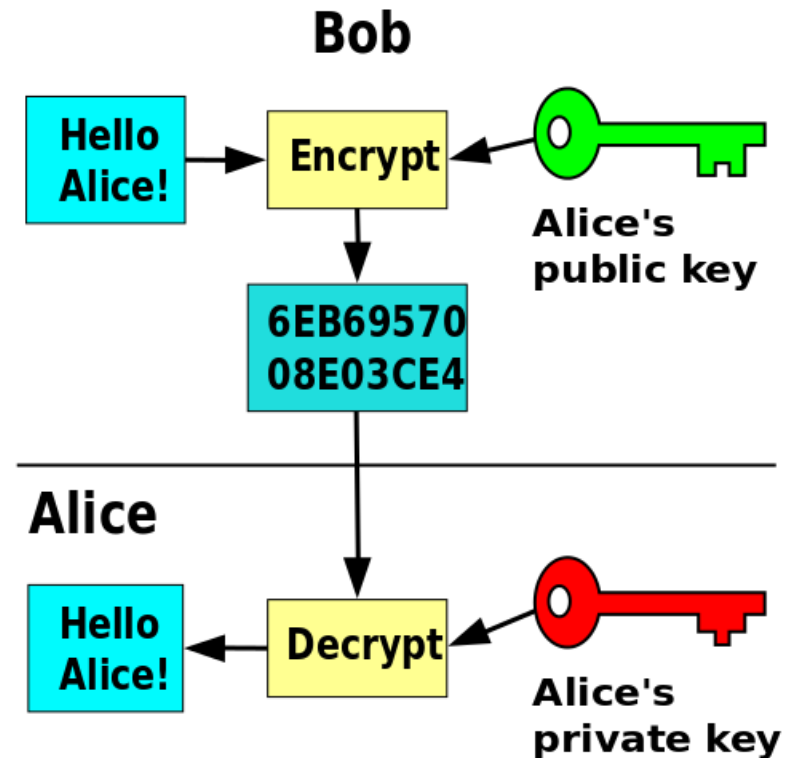 Bob
Hello
Alice!
Encrypt
Alice's
public key
6EB69570
08E03CE4
Alice
Hello
Alice!
Decrypt
Alice's
private key